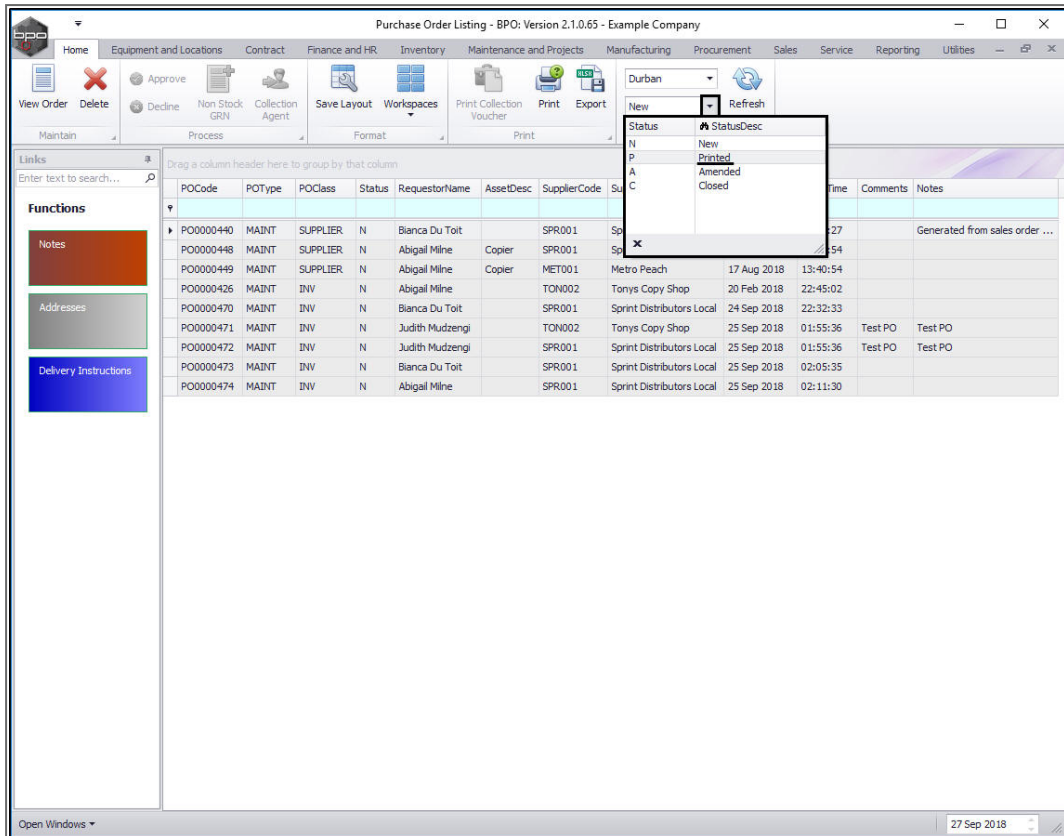 Purchase Order Listing - BPO: Version 2.1.0.65 - Example Company
bpo
Home Equipment and Locations Contract Finance and HR Inventory Maintenance and Projects Manufacturing Procurement Sales Service Reporting Utilities
View Order Delete Approve Decline Non Stock GRN Collection Agent Save Layout Workspaces Print Collection Voucher Print Export Durban New Refresh
XLSX
Maintain Process Format Print
Status StatusDesc
N New
P Printed
A Amended
C Closed
Links
Enter text to search...
Functions
Notes
Addresses
Delivery Instructions
Drag a column header here to group by that column
POCode POType POClass Status RequestorName AssetDesc SupplierCode Su Time Comments Notes
PO0000440 MAINT SUPPLIER N Bianca Du Toit SPR001 Sp :27 Generated from sales order ...
PO0000448 MAINT SUPPLIER N Abigail Milne Copier SPR001 Sp :54
PO0000449 MAINT SUPPLIER N Abigail Milne Copier MET001 Metro Peach 17 Aug 2018 13:40:54
PO0000426 MAINT INV N Abigail Milne TON002 Tonys Copy Shop 20 Feb 2018 22:45:02
PO0000470 MAINT INV N Bianca Du Toit SPR001 Sprint Distributors Local 24 Sep 2018 22:32:33
PO0000471 MAINT INV N Judith Mudzengi TON002 Tonys Copy Shop 25 Sep 2018 01:55:36 Test PO Test PO
PO0000472 MAINT INV N Judith Mudzengi SPR001 Sprint Distributors Local 25 Sep 2018 01:55:36 Test PO Test PO
PO0000473 MAINT INV N Bianca Du Toit SPR001 Sprint Distributors Local 25 Sep 2018 02:05:35
PO0000474 MAINT INV N Abigail Milne SPR001 Sprint Distributors Local 25 Sep 2018 02:11:30
Open Windows 27 Sep 2018